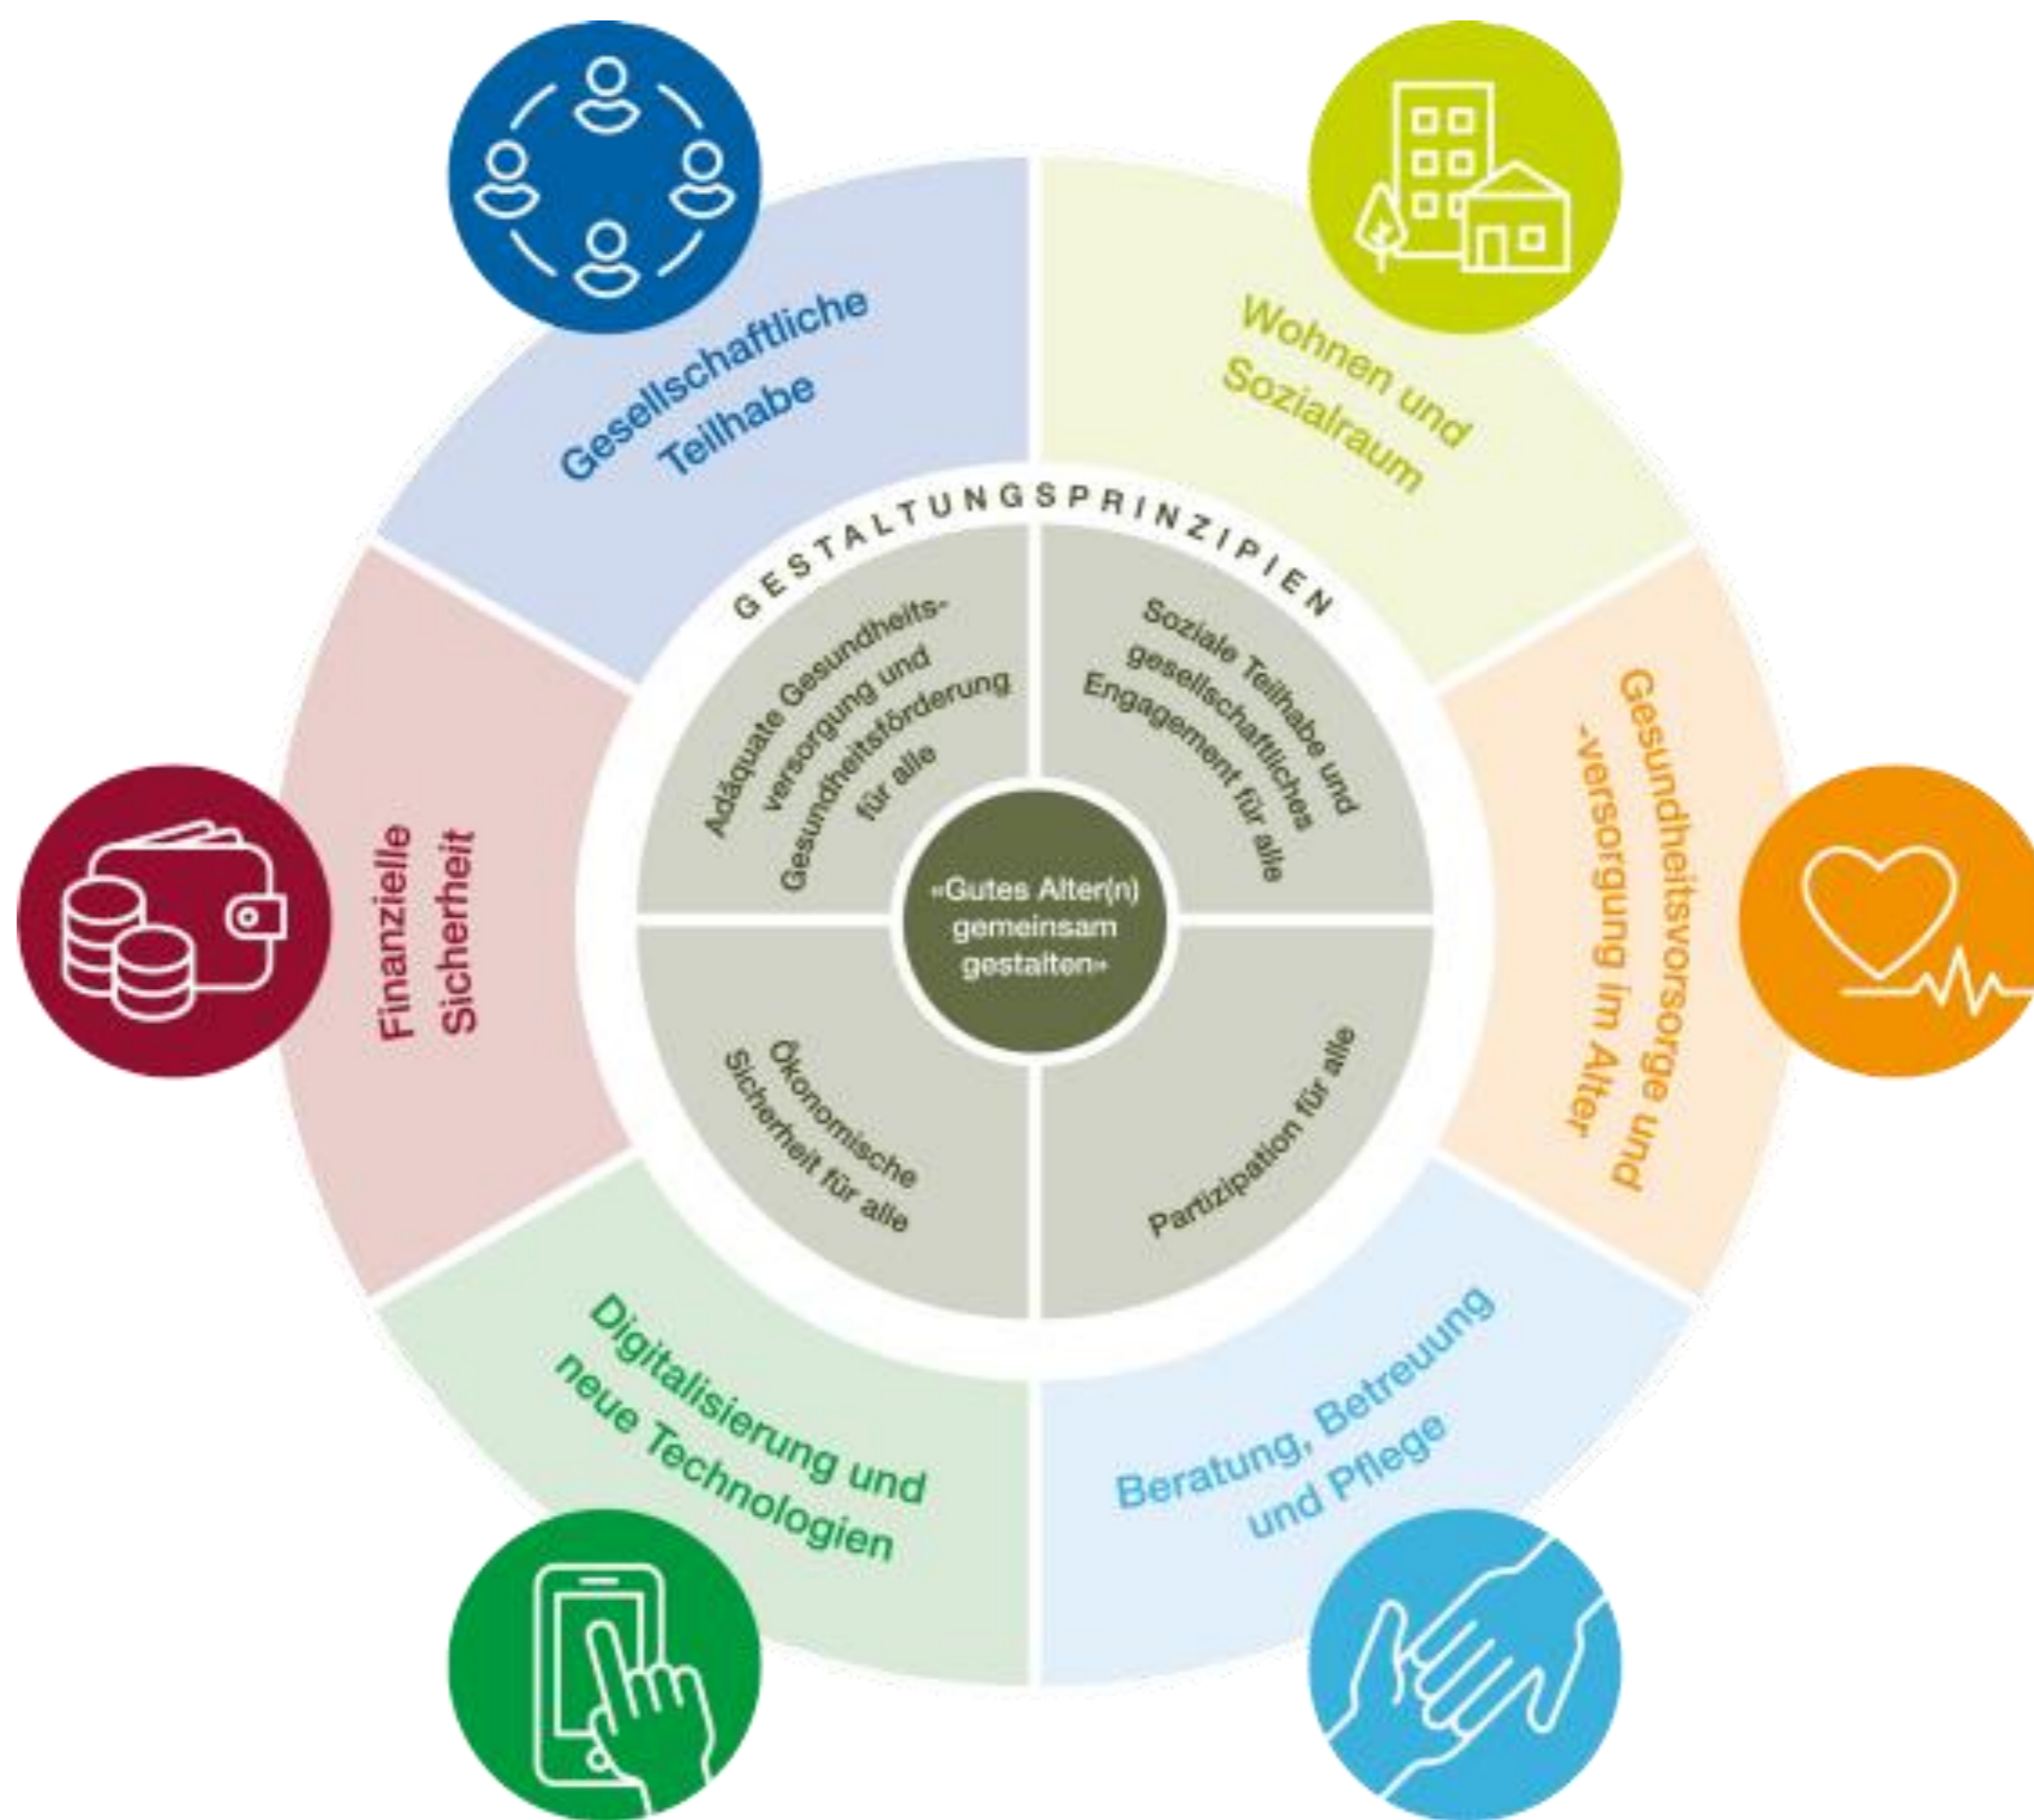 Gesellschaftliche
Teilhabe
Wohnen und
Sozialraum
Gesundheitsvorsorge und
-versorgung im Alter
Beratung, Betreuung
und Pflege
Digitalisierung und
neue Technologien
Finanzielle
Sicherheit
GESTALTUNGSPRINZIPIEN
Adäquate Gesundheits-
versorgung und
Gesundheitsförderung
für alle
Soziale Teilhabe und
gesellschaftliches
Engagement für alle
Partizipation für alle
Ökonomische
Sicherheit für alle
«Gutes Alter(n)
gemeinsam
gestalten»